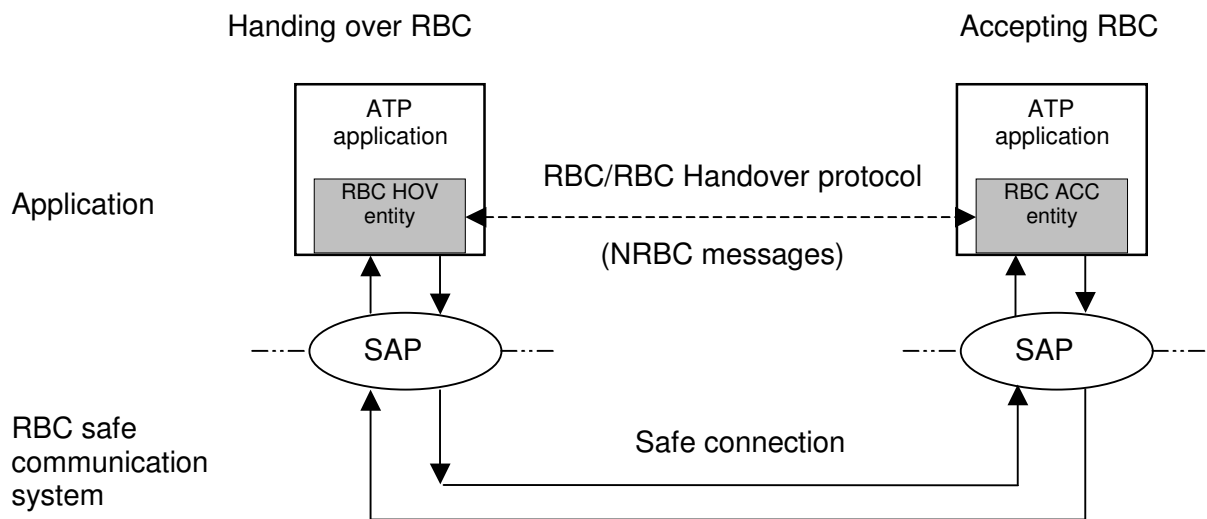 Handing over RBC
Accepting RBC
ATP
application
ATP
application
RBC/RBC Handover protocol
RBC HOV
entity
RBC ACC
entity
Application
(NRBC messages)
SAP
SAP
RBC safe
communication
system
Safe connection